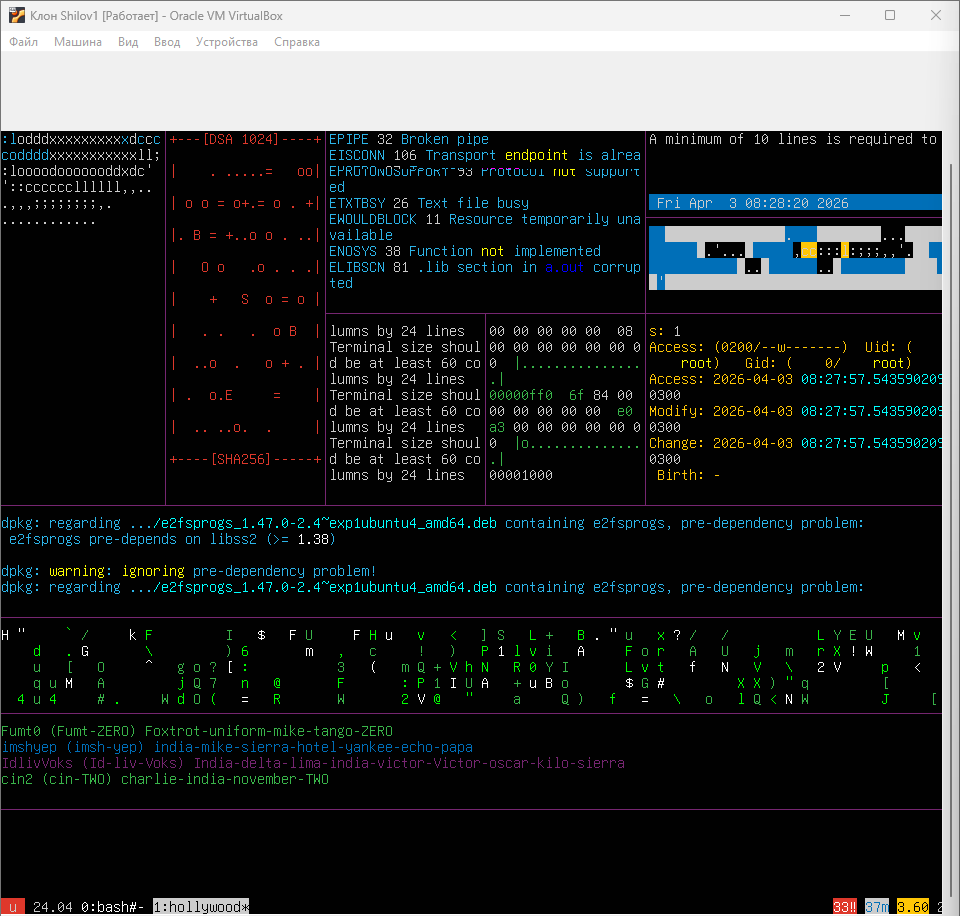 Клон Shilov1 [Работает] - Oracle VM VirtualBox
Файл Машина Вид Ввод Устройства Справка
:lodddxxxxxxxxxxdccc
coddddxxxxxxxxxxxll;
:loooodoooooooddxdc'
'::ccccccllllll,,..
.,,,;;;;;;;;;,.
............
+---[DSA 1024]----+
| . .....= oo|
| o o = o+.= o . +|
|. B = +..o o . ..|
| O o .o . . .|
| + S o = o |
| . . . o B |
| ..o . o + . |
| . o.E = |
| .. ..o. . |
+----[SHA256]-----+
EPIPE 32 Broken pipe
EISCONN 106 Transport endpoint is alrea
EPROTONOSUPPORT 93 Protocol not support
ed
ETXTBSY 26 Text file busy
EWOULDBLOCK 11 Resource temporarily una
vailable
ENOSYS 38 Function not implemented
ELIBSCN 81 .lib section in a.out corrup
ted
A minimum of 10 lines is required to
Fri Apr 3 08:28:20 2026
lumns by 24 lines
Terminal size shoul
d be at least 60 co
lumns by 24 lines
Terminal size shoul
d be at least 60 co
lumns by 24 lines
Terminal size shoul
d be at least 60 co
lumns by 24 lines
00 00 00 00 00 08
00 00 00 00 00 00 0
0 |...............
.|
00000ff0 6f 84 00
00 00 00 00 00 e0
a3 00 00 00 00 00 0
0 |o..............
.|
00001000
s: 1
Access: (0200/--w-------) Uid: (
root) Gid: ( 0/ root)
Access: 2026-04-03 08:27:57.543590209
0300
Modify: 2026-04-03 08:27:57.543590209
0300
Change: 2026-04-03 08:27:57.543590209
0300
Birth: -
dpkg: regarding .../e2fsprogs_1.47.0-2.4~exp1ubuntu4_amd64.deb containing e2fsprogs, pre-dependency problem:
e2fsprogs pre-depends on libss2 (>= 1.38)
dpkg: warning: ignoring pre-dependency problem!
dpkg: regarding .../e2fsprogs_1.47.0-2.4~exp1ubuntu4_amd64.deb containing e2fsprogs, pre-dependency problem:
H " ` / k F I $ F U F H u v < ] S L + B . " u x ? / / L Y E U M v
d . G \ ) 6 m , c ! ) P 1 l v i A F o r A U j m r X ! W 1
u [ O ^ g o ? [ : 3 ( m Q + V h N R 0 Y I L v t f N V \ 2 V p <
q u M A j Q 7 n @ F : P 1 I U A + u B o $ G # X X ) " q [
4 u 4 # . W d O ( = R W 2 V @ " a Q ) f = \ o l Q < N W J [
Fumt0 (Fumt-ZERO) Foxtrot-uniform-mike-tango-ZERO
imshyep (imsh-yep) india-mike-sierra-hotel-yankee-echo-papa
IdlivVoks (Id-liv-Voks) India-delta-lima-india-victor-Victor-oscar-kilo-sierra
cin2 (cin-TWO) charlie-india-november-TWO
u 24.04 0:bash#- 1:hollywood* 33!! 37m 3.60 2